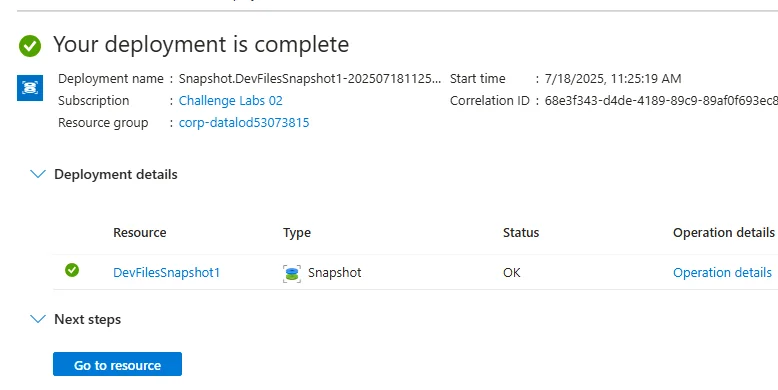 Your deployment is complete
Deployment name : Snapshot.DevFilesSnapshot1-202507181125... Start time : 7/18/2025, 11:25:19 AM
Subscription : Challenge Labs 02 Correlation ID : 68e3f343-d4de-4189-89c9-89af0f693ec8
Resource group : corp-datalod53073815
Deployment details
Resource Type Status Operation details
DevFilesSnapshot1 Snapshot OK Operation details
Next steps
Go to resource